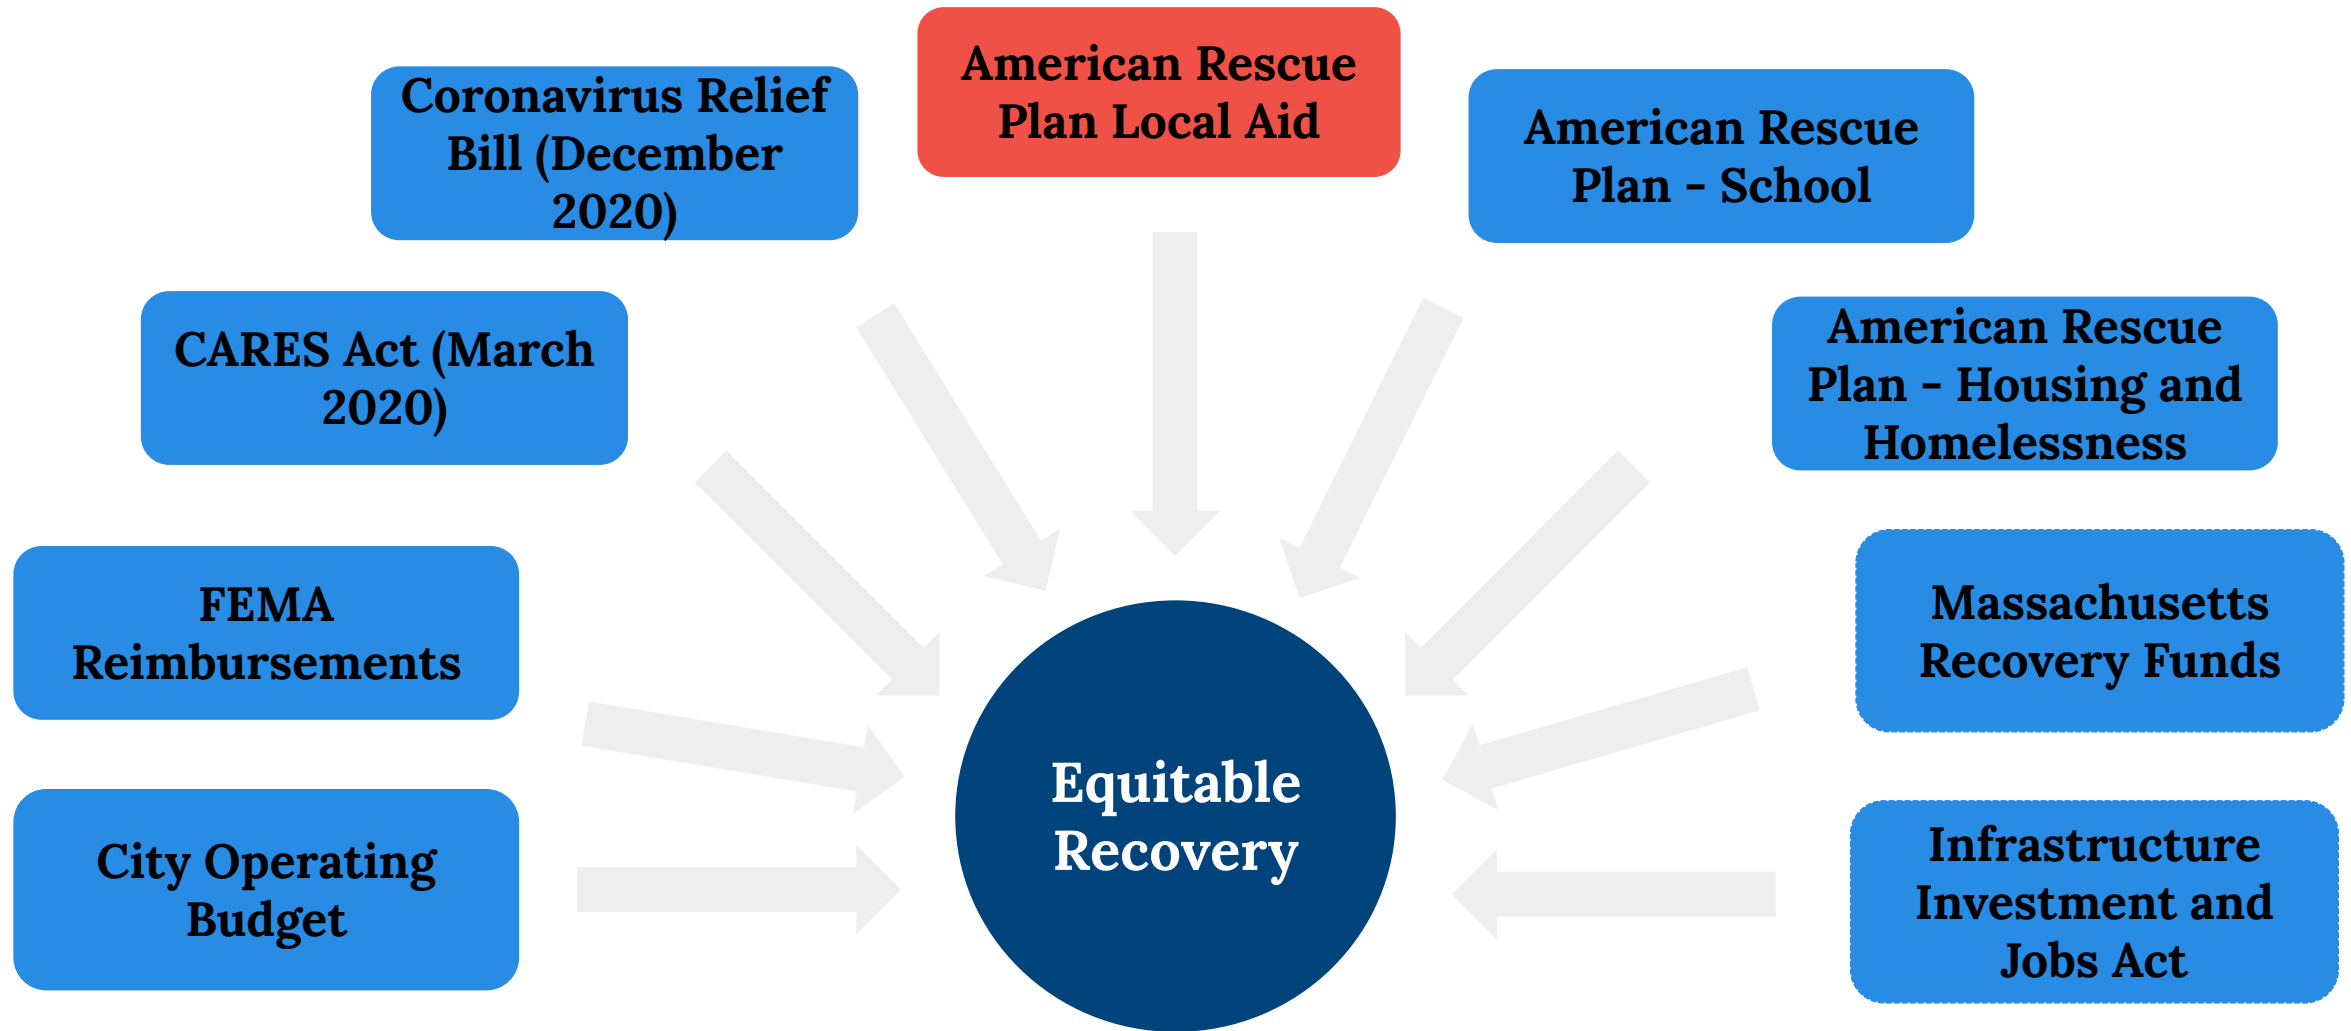 American Rescue
Plan Local Aid
Coronavirus Relief
Bill (December
2020)
American Rescue
Plan - School
CARES Act (March
2020)
American Rescue
Plan - Housing and
Homelessness
FEMA
Reimbursements
Massachusetts
Recovery Funds
City Operating
Budget
Equitable
Recovery
Infrastructure
Investment and
Jobs Act